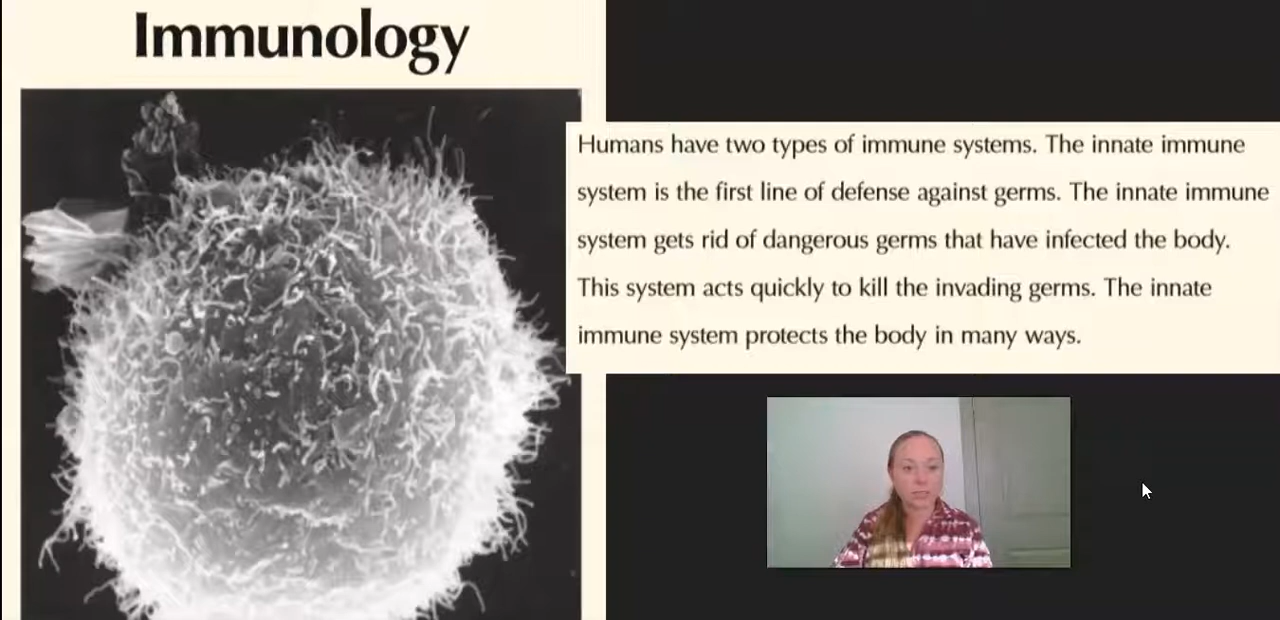 Immunology
Humans have two types of immune systems. The innate immune
system is the first line of defense against germs. The innate immune
system gets rid of dangerous germs that have infected the body.
This system acts quickly to kill the invading germs. The innate
immune system protects the body in many ways.